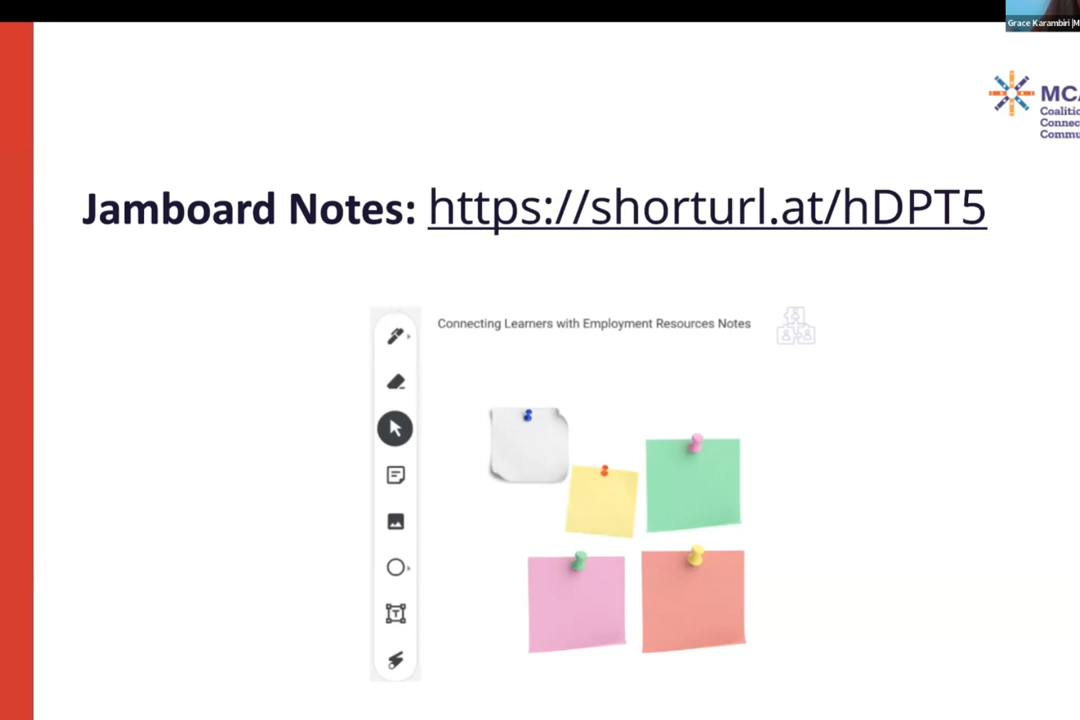 Grace Karambiri |M
MCA
Coalitio
Connec
Commu
Jamboard Notes: https://shorturl.at/hDPT5
Connecting Learners with Employment Resources Notes
T